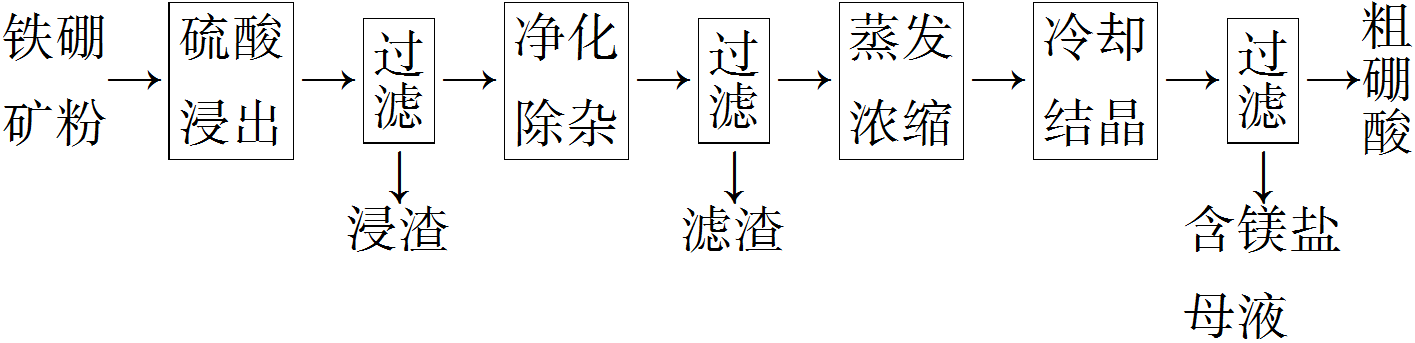 铁硼
矿粉
硫酸
浸出
过
滤
净化
除杂
过
滤
蒸发
浓缩
冷却
结晶
过
滤
粗
硼
酸
浸渣
滤渣
含镁盐
母液